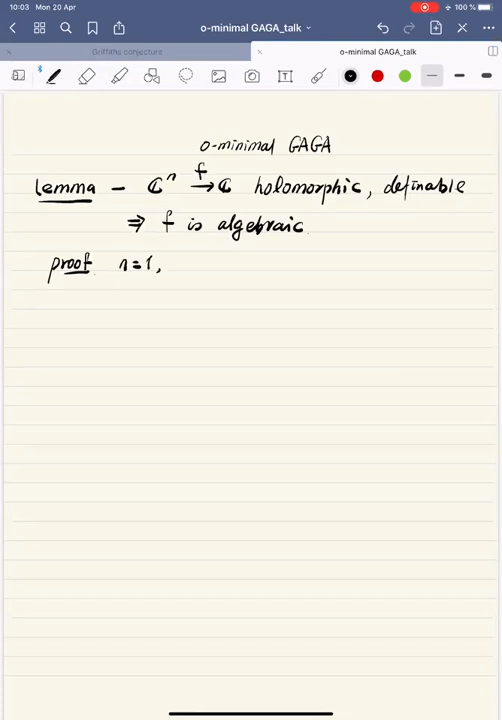 10:03 Mon 20 Apr
100 %
o-minimal GAGA_talk
Griffiths conjecture
o-minimal GAGA_talk
o-minimal GAGA
Lemma - ℂⁿ →f ℂ holomorphic, definable
⇒ f is algebraic.
proof. n=1,